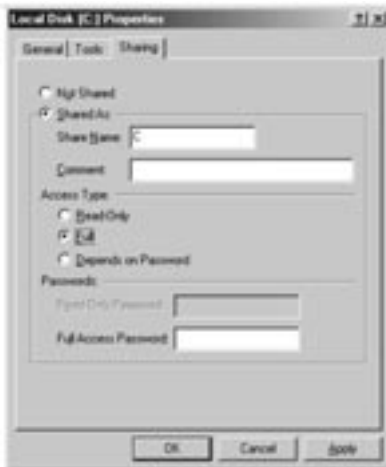 Local Disk (C:) Properties
General Tools Sharing
Not Shared
Shared As
Share Name: C
Comment:
Access Type:
Read-Only
Full
Depends on Password
Passwords:
Read-Only Password:
Full Access Password:
OK Cancel Apply